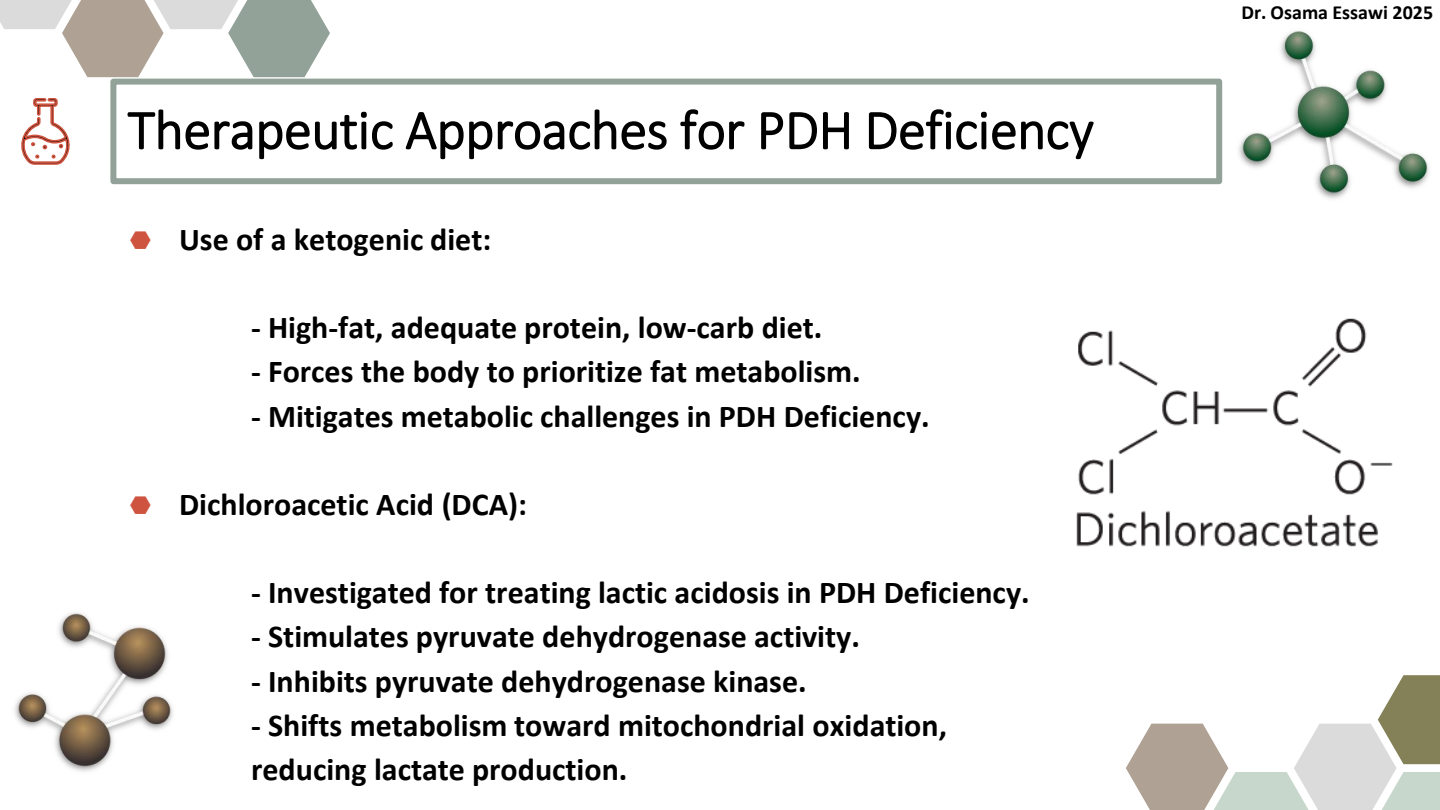 Dr. Osama Essawi 2025
Therapeutic Approaches for PDH Deficiency
Use of a ketogenic diet:
- High-fat, adequate protein, low-carb diet.
- Forces the body to prioritize fat metabolism.
- Mitigates metabolic challenges in PDH Deficiency.
Cl
O
CH—C
Cl
O⁻
Dichloroacetate
Dichloroacetic Acid (DCA):
- Investigated for treating lactic acidosis in PDH Deficiency.
- Stimulates pyruvate dehydrogenase activity.
- Inhibits pyruvate dehydrogenase kinase.
- Shifts metabolism toward mitochondrial oxidation,
reducing lactate production.